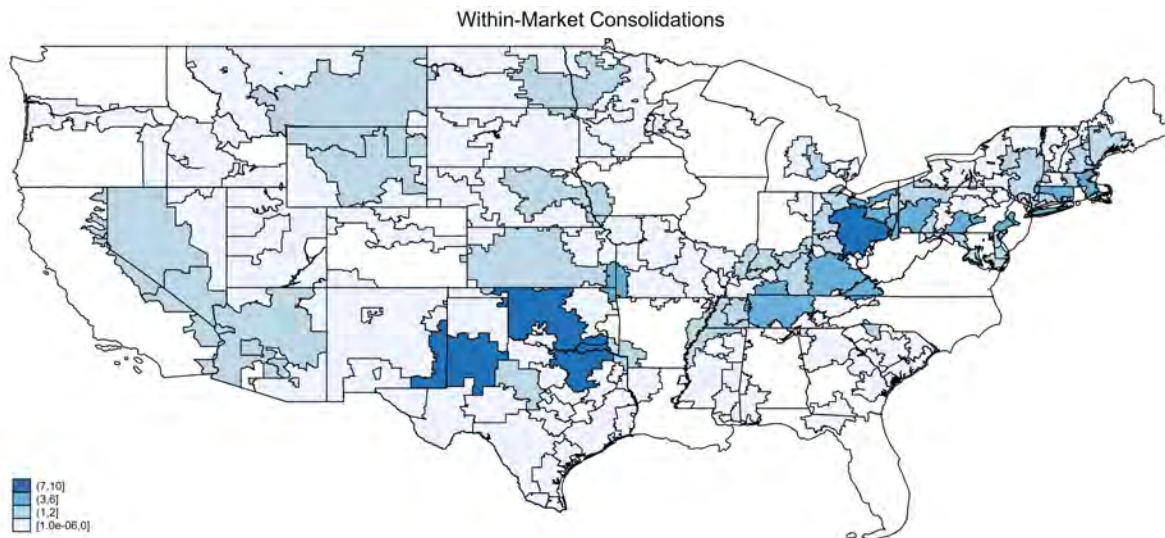 Within-Market Consolidations
(7,10]
(3,6]
(1,2]
[1.0e-06,0]